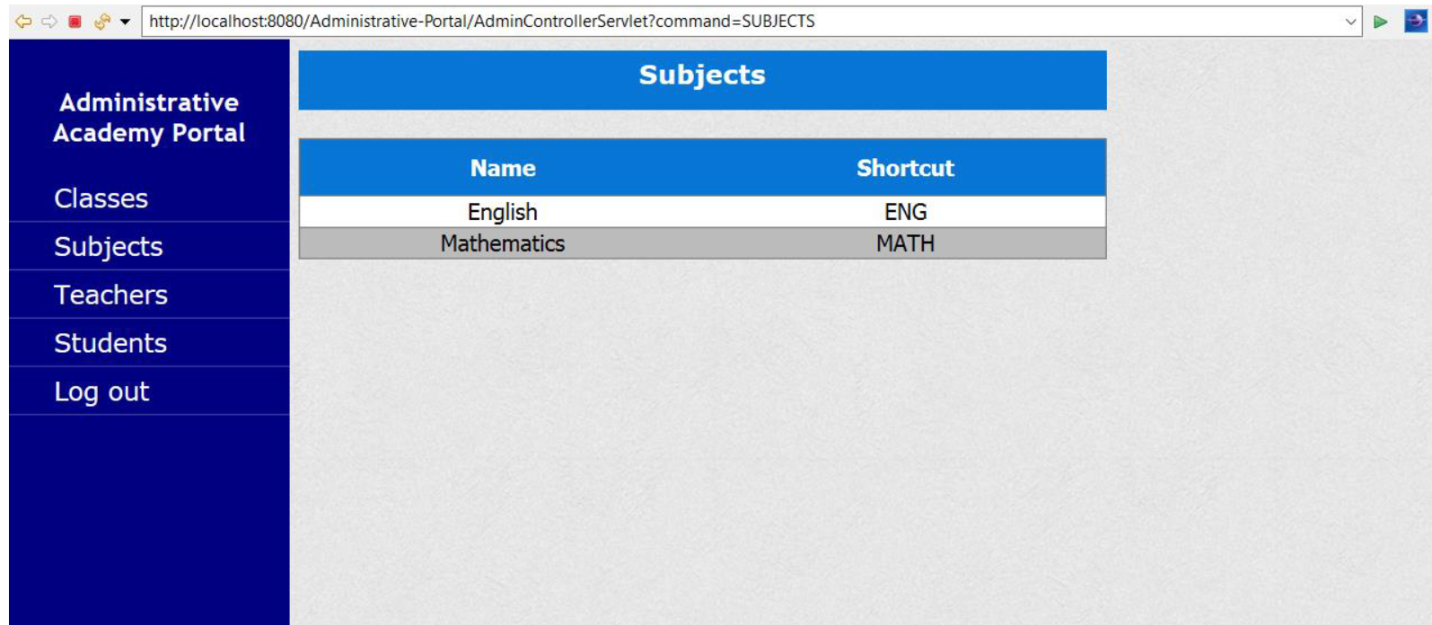 http://localhost:8080/Administrative-Portal/AdminControllerServlet?command=SUBJECTS
Administrative
Academy Portal
Classes
Subjects
Teachers
Students
Log out
Subjects
Name Shortcut
English ENG
Mathematics MATH